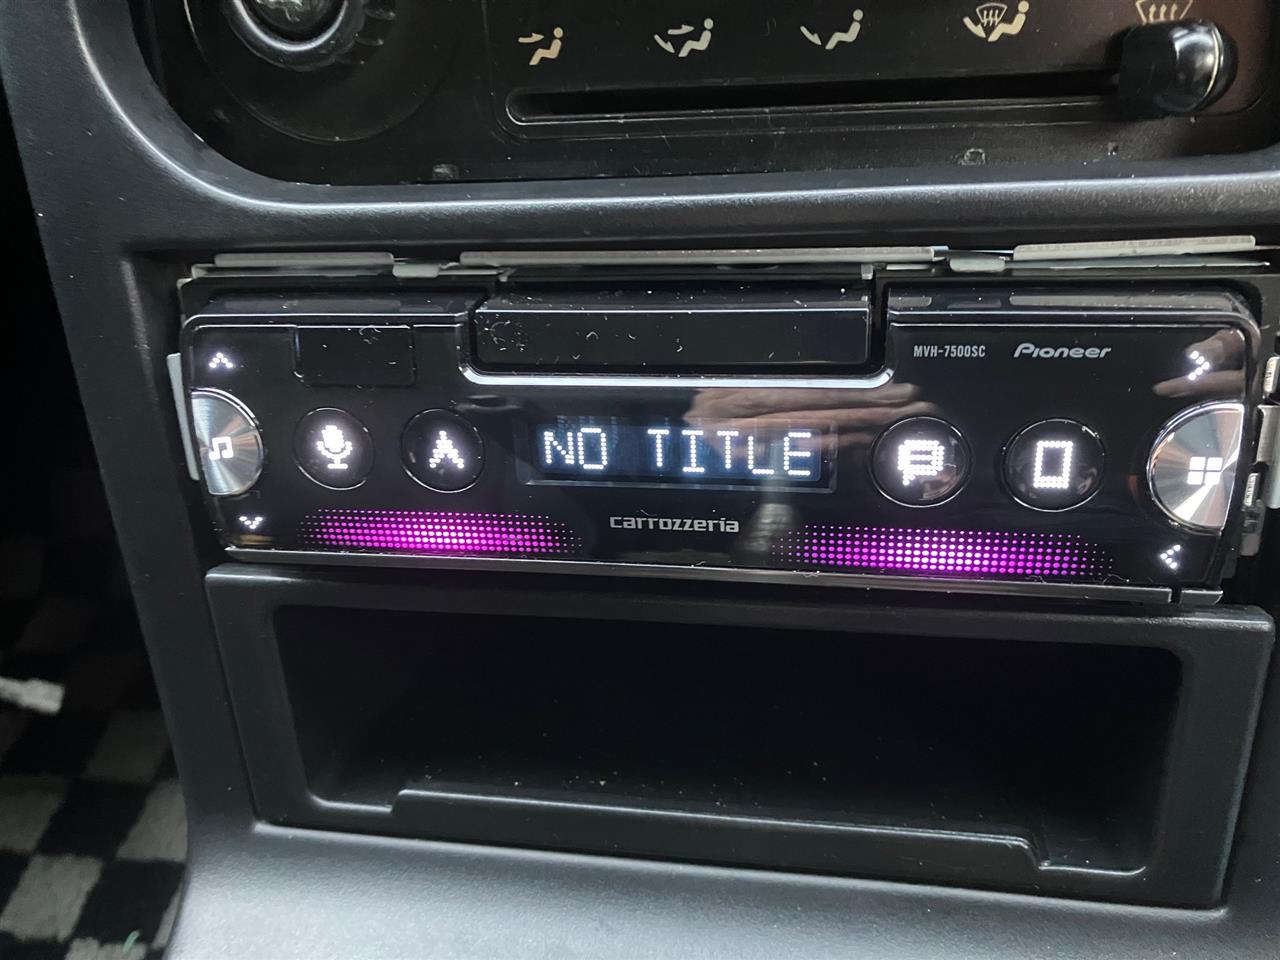 MVH-7500SC Pioneer
NO TITLE
carrozzeria